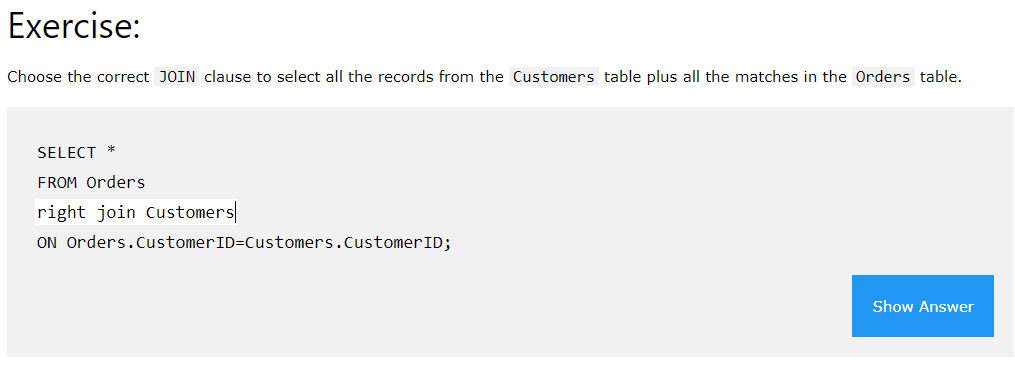 Exercise:
Choose the correct JOIN clause to select all the records from the Customers table plus all the matches in the Orders table.
SELECT *
FROM Orders
right join Customers
ON Orders.CustomerID=Customers.CustomerID;
Show Answer